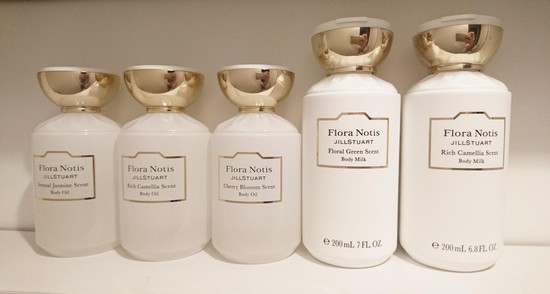 Flora Notis
JILLSTUART
Sensual Jasmine Scent
Body Oil
Flora Notis
JILLSTUART
Rich Camellia Scent
Body Oil
Flora Notis
JILLSTUART
Cherry Blossom Scent
Body Oil
Flora Notis
JILLSTUART
Floral Green Scent
Body Milk
℮ 200 mL 7 FL. OZ.
Flora Notis
JILLSTUART
Rich Camellia Scent
Body Milk
℮ 200 mL 6.8 FL. OZ.